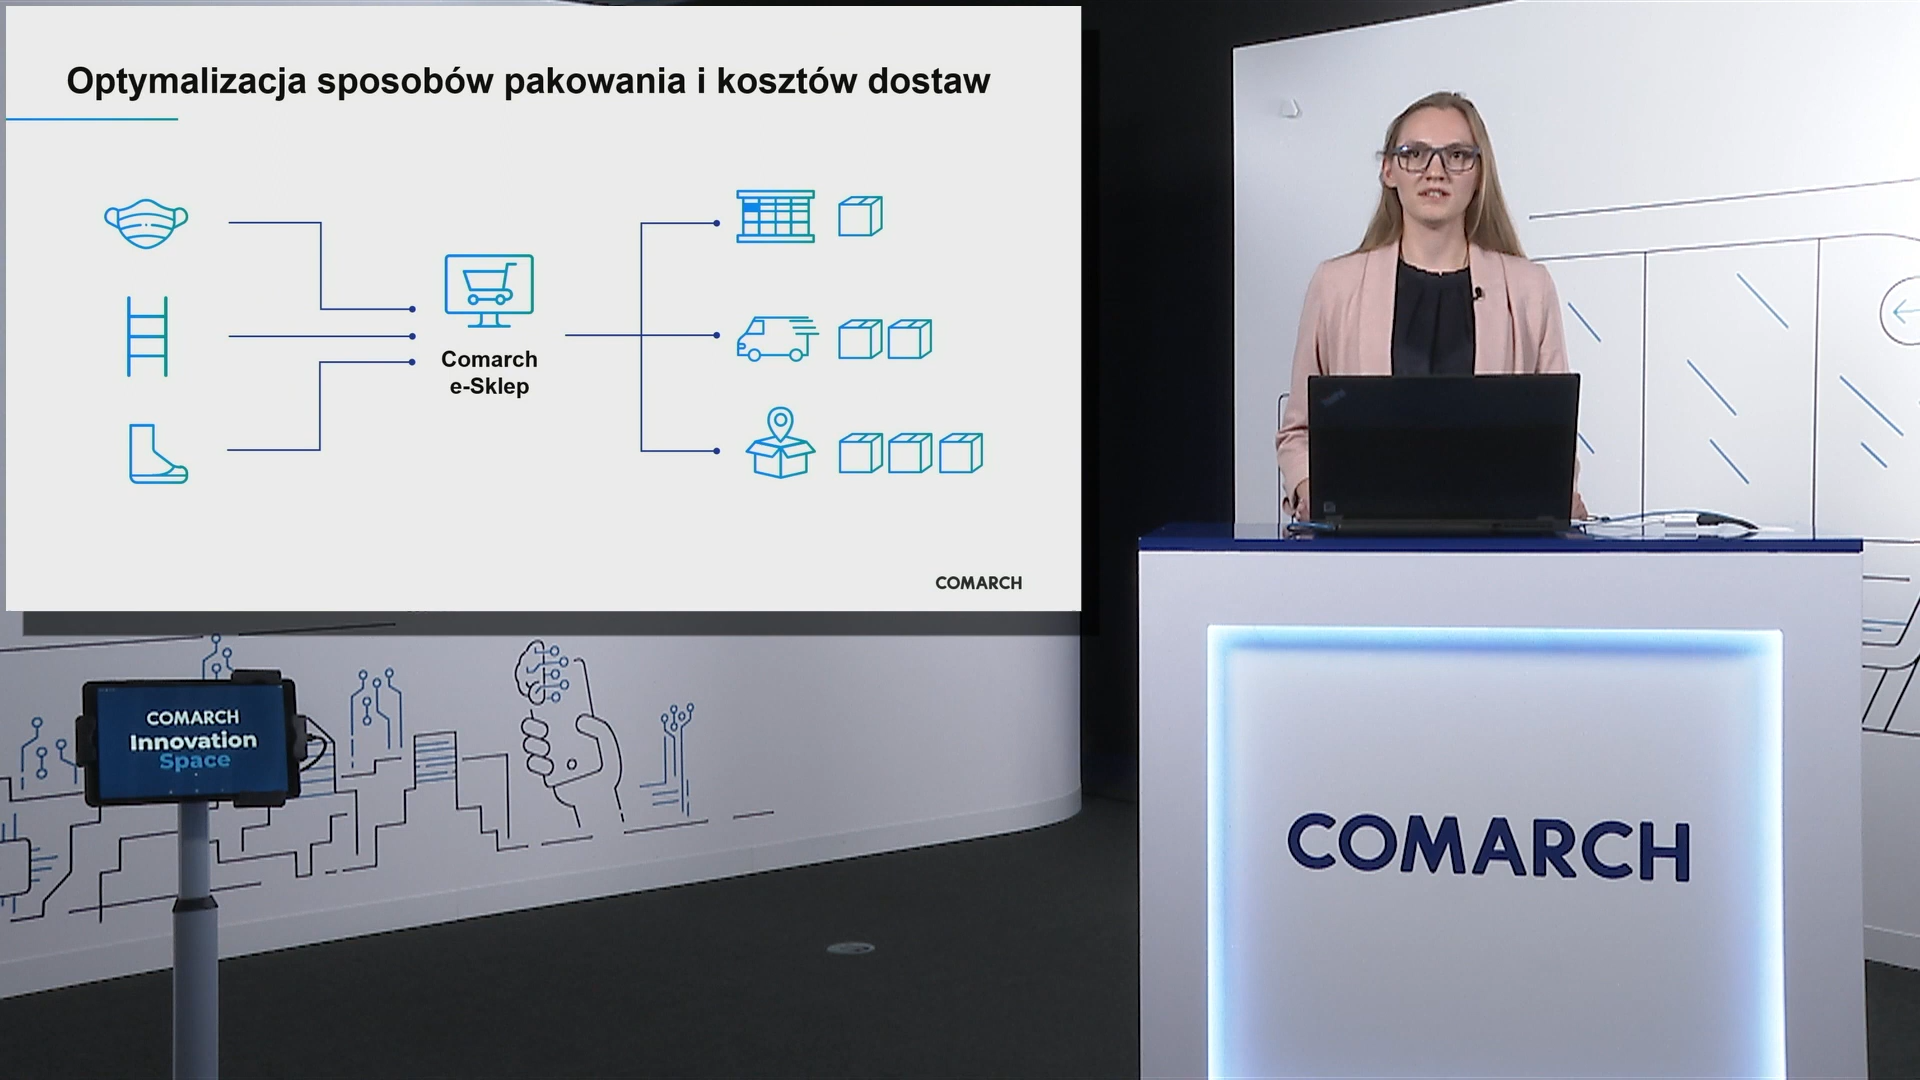 Optymalizacja sposobów pakowania i kosztów dostaw
Comarch
e-Sklep
COMARCH
COMARCH
Innovation
Space
COMARCH